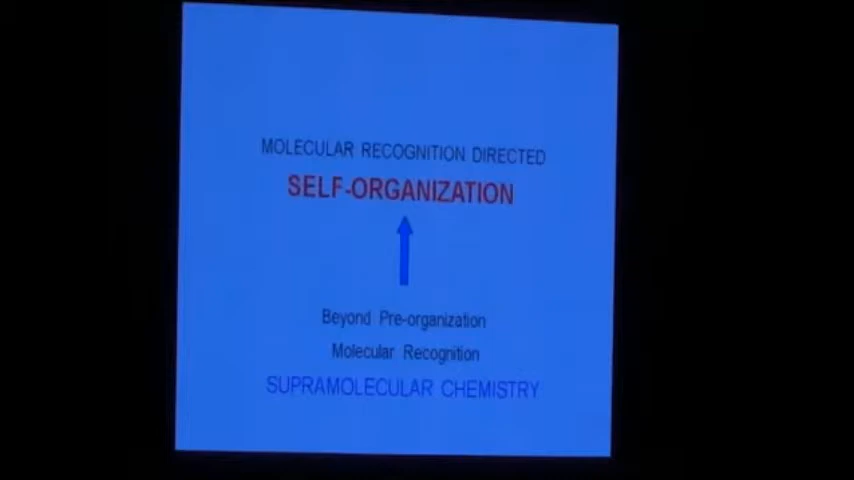 MOLECULAR RECOGNITION DIRECTED
SELF-ORGANIZATION
Beyond Pre-organization
Molecular Recognition
SUPRAMOLECULAR CHEMISTRY